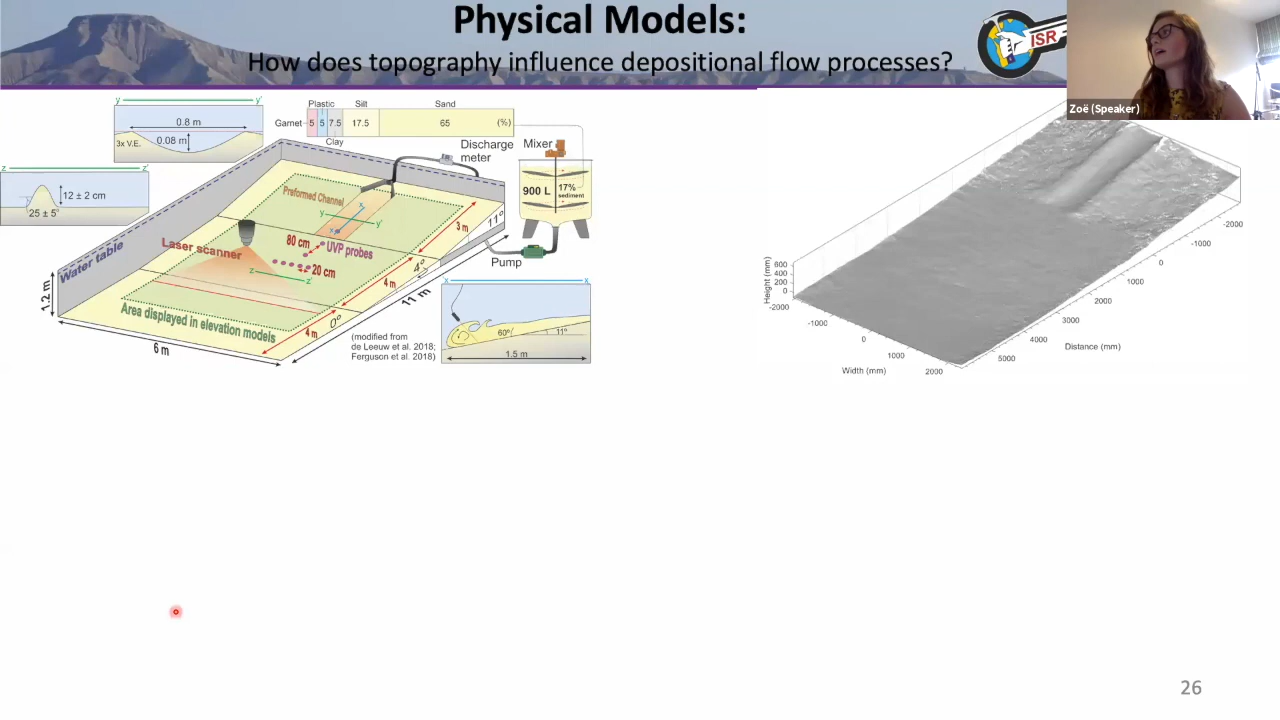 Physical Models:
How does topography influence depositional flow processes?
ISR
Zoë (Speaker)
y y'
0.8 m
3x V.E. 0.08 m
z z'
12 ± 2 cm
25 ± 5°
Plastic Silt Sand
Garnet 5 5 7.5 17.5 65 (%)
Clay
Discharge
meter
Mixer
900 L
17%
sediment
Pump
Preformed Channel
x
y y'
x'
80 cm
UVP probes
20 cm
Laser scanner
z
z'
Water table
Area displayed in elevation models
1.2 m
6 m
11 m
3 m
4 m
4 m
11°
4°
0°
(modified from
de Leeuw et al. 2018;
Ferguson et al. 2018)
x x
60° 11°
1.5 m
Height (mm)
600
400
200
0
-2000
-1000
0
1000
2000
Width (mm)
-2000
-1000
0
1000
2000
3000
4000
5000
Distance (mm)
26